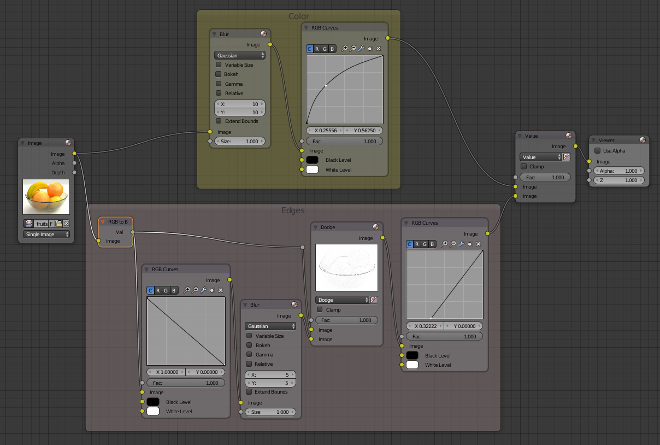 Color
Blur
Image
Gaussian
Variable Size
Bokeh
Gamma
Relative
X: 10
Y: 10
Extend Bounds
Image
Size: 1.000
RGB Curves
Image
C R G B
X 0.25556 Y 0.56250
Fac: 1.000
Image
Black Level
White Level
Image
Image
Alpha
Depth
fruits
F
Single Image
Value
Image
Value
Clamp
Fac: 1.000
Image
Image
Viewer
Use Alpha
Image
Alpha: 1.000
Z 1.000
Edges
RGB to B
Val
Image
RGB Curves
Image
C R G B
X 1.00000 Y 0.00000
Fac: 1.000
Image
Black Level
White Level
Blur
Image
Gaussian
Variable Size
Bokeh
Gamma
Relative
X: 5
Y: 5
Extend Bounds
Image
Size 1.000
Dodge
Image
Dodge
Clamp
Fac: 1.000
Image
Image
RGB Curves
Image
C R G B
X 0.32222 Y 0.00000
Fac: 1.000
Image
Black Level
White Level